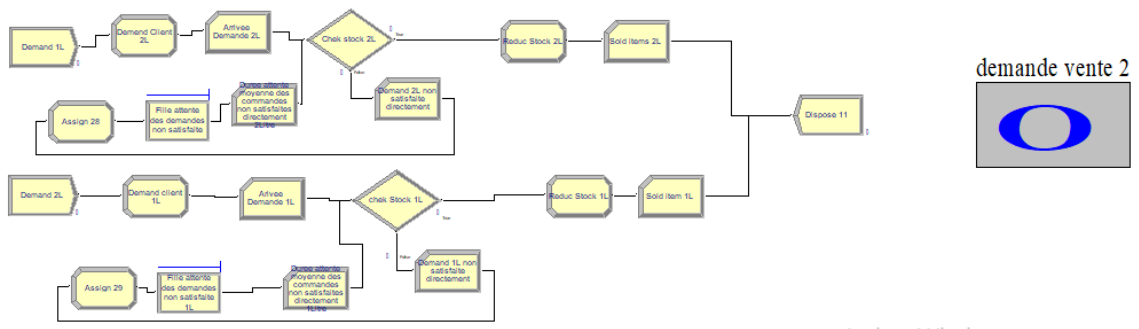 Demand 1L
Demand Client
2L
Arrivee
Demande 2L
Chek stock 2L
True
False
Reduc Stock 2L
Sold Items 2L
Assign 28
Fille attente
des demandes
non satisfaite
Duree attente
moyenne des
commandes
non satisfaites
directement
2Litre
Demand 2L non
satisfaite
directement
Dispose 11
demande vente 2
Demand 2L
Demand client
1L
Arivee
Demande 1L
chek Stock 1L
True
False
Reduc Stock 1L
Sold item 1L
Assign 29
Fille attente
des demandes
non satisfaite
1L
Duree attente
moyenne des
commandes
non satisfaites
directement
1Litre
Demand 1L non
satisfaite
directement